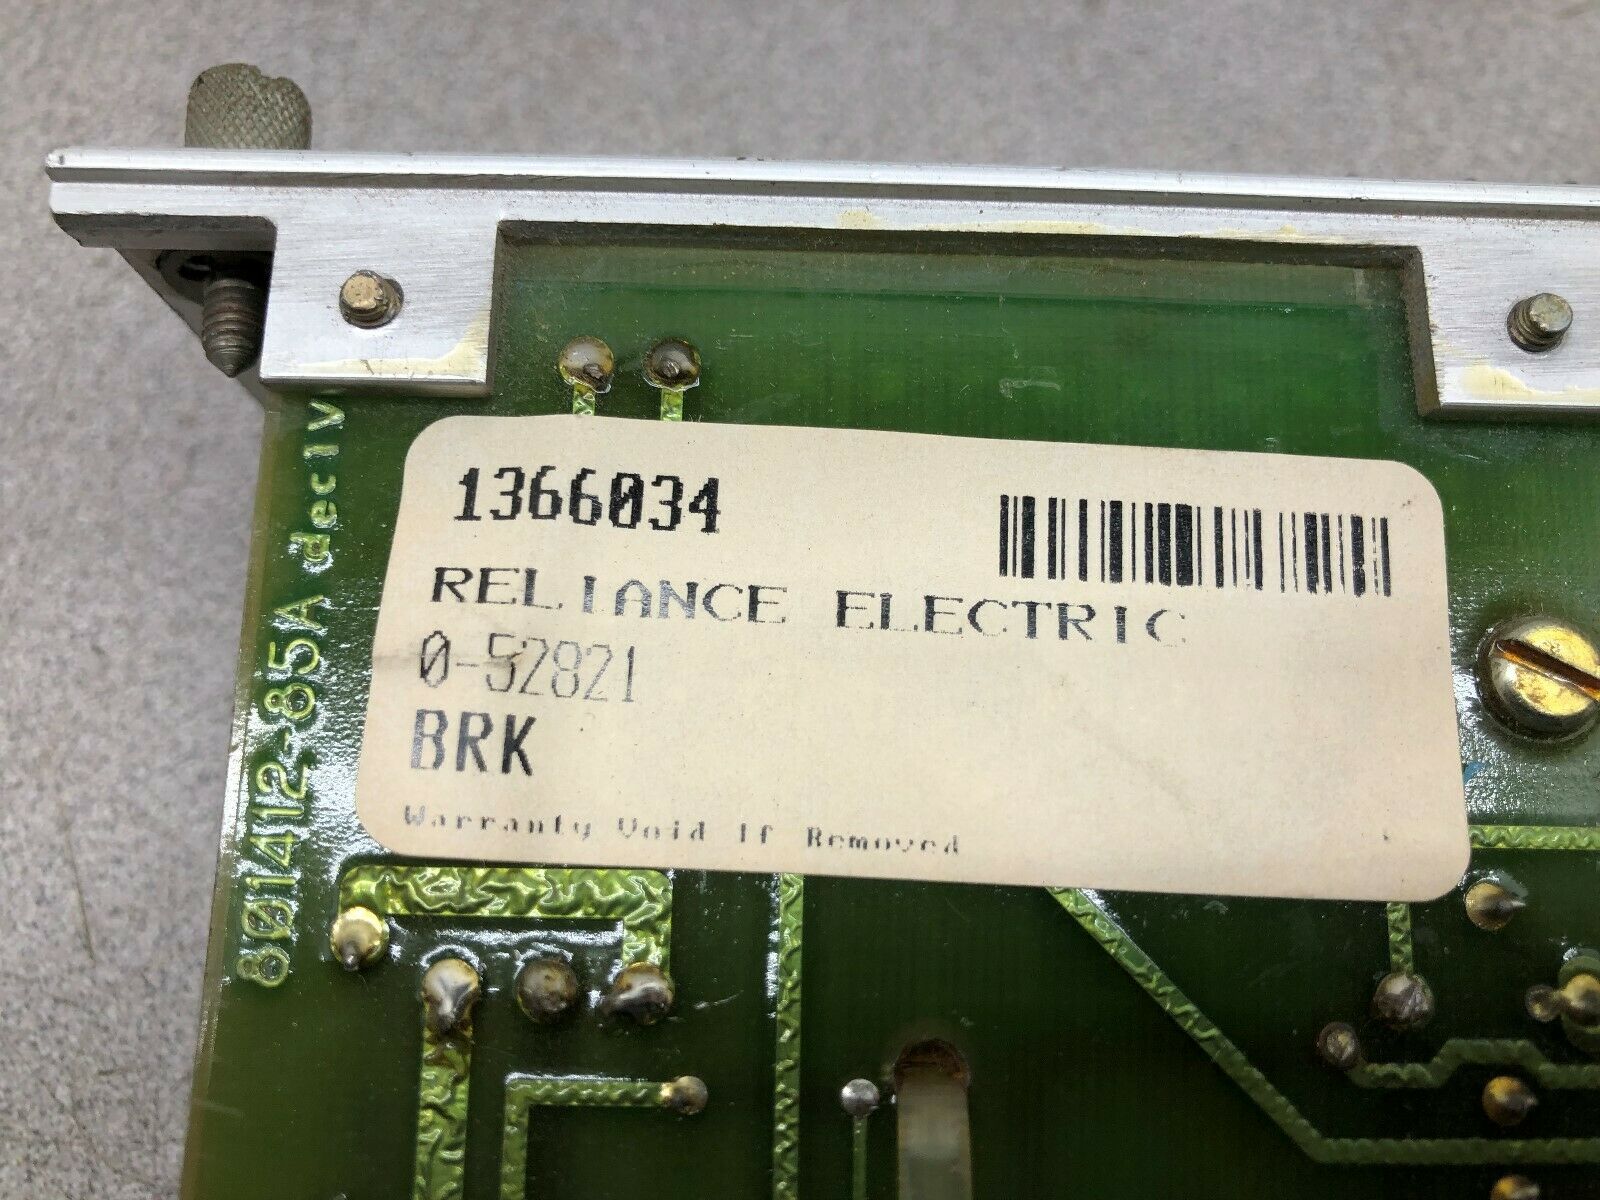 1366034
RELIANCE ELECTRIC
0-52821
BRK
Warranty Void If Removed
801412-85A